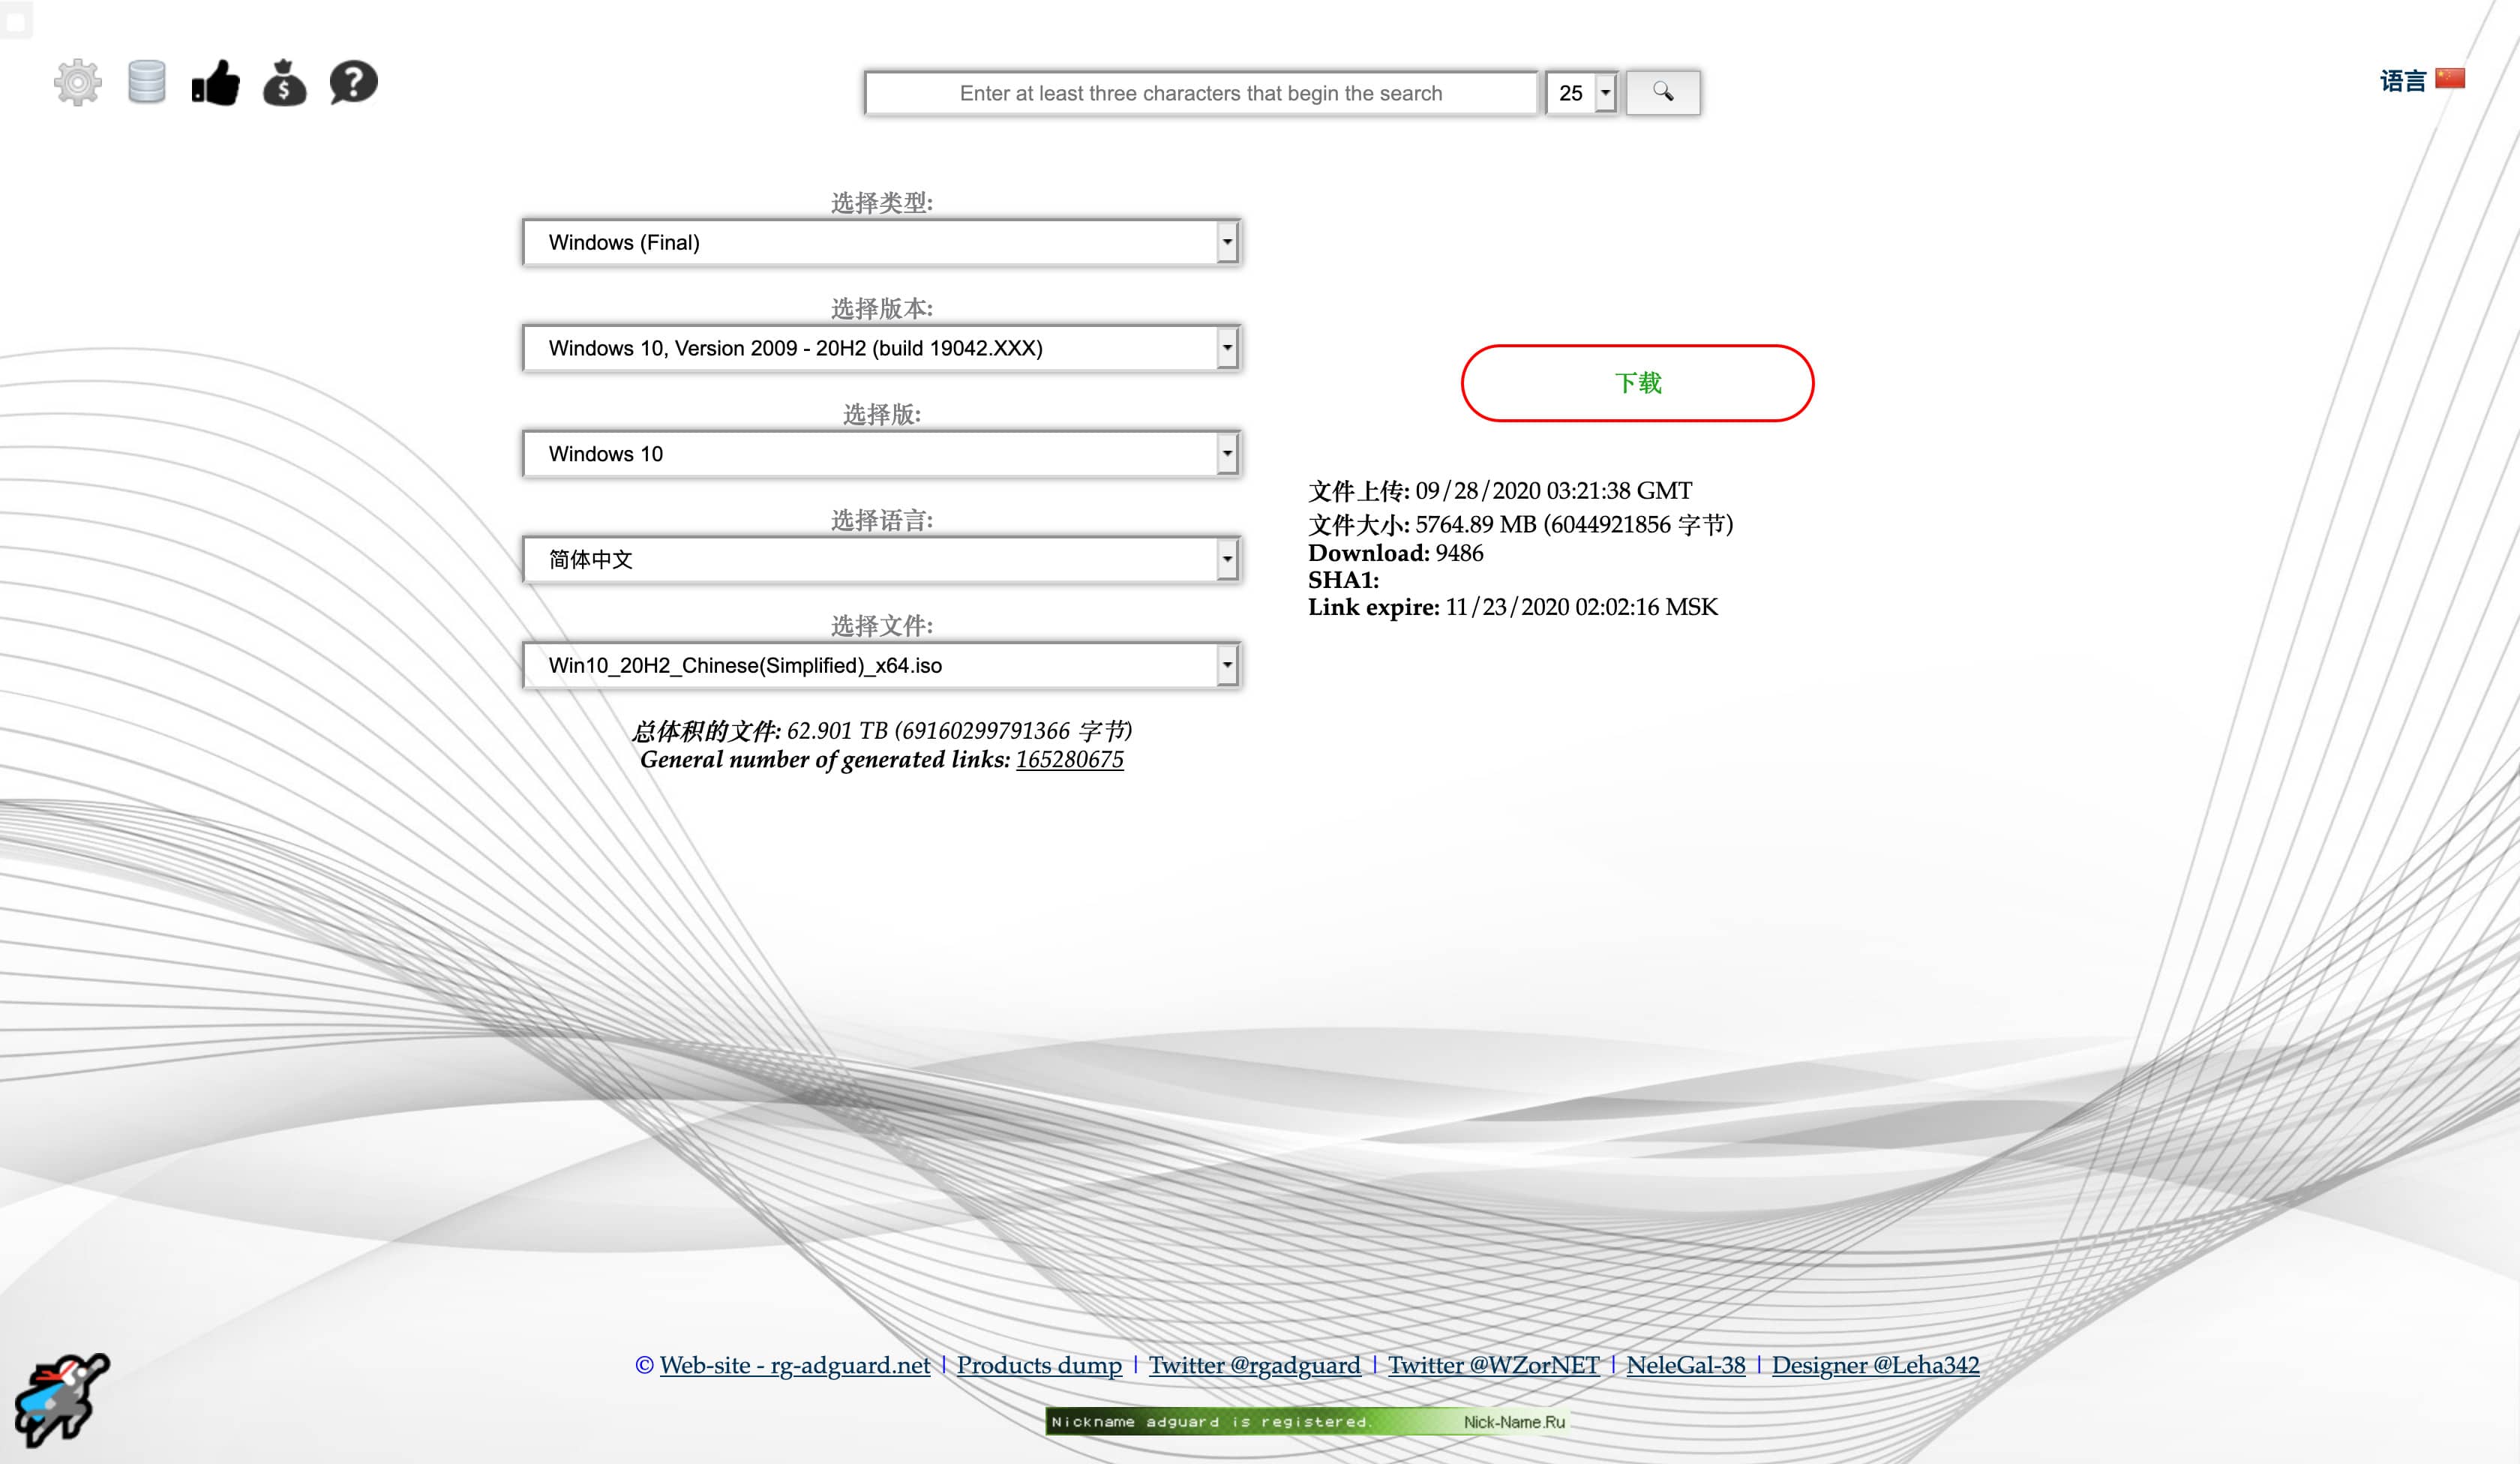 Enter at least three characters that begin the search
25
语言
选择类型:
Windows (Final)
选择版本:
Windows 10, Version 2009 - 20H2 (build 19042.XXX)
选择版:
Windows 10
选择语言:
简体中文
选择文件:
Win10_20H2_Chinese(Simplified)_x64.iso
总体积的文件: 62.901 TB (69160299791366 字节)
General number of generated links: 165280675
下载
文件上传: 09/28/2020 03:21:38 GMT
文件大小: 5764.89 MB (6044921856 字节)
Download: 9486
SHA1:
Link expire: 11/23/2020 02:02:16 MSK
© Web-site - rg-adguard.net | Products dump | Twitter @rgadguard | Twitter @WZorNET | NeleGal-38 | Designer @Leha342
Nickname adguard is registered. Nick-Name.Ru